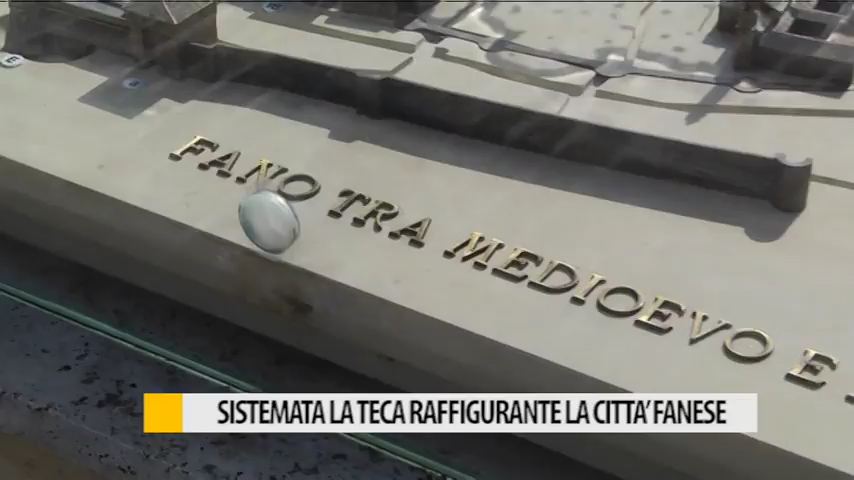 E
FANO TRA MEDIOEVO E
SISTEMATA LA TECA RAFFIGURANTE LA CITTA' FANESE